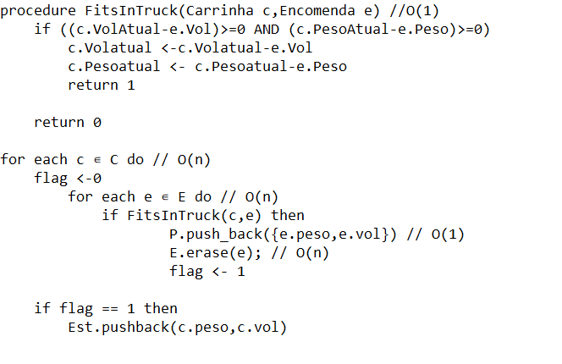 procedure FitsInTruck(Carrinha c,Encomenda e) //O(1)
if ((c.VolAtual-e.Vol)>=0 AND (c.PesoAtual-e.Peso)>=0)
c.Volatual <-c.Volatual-e.Vol
c.Pesoatual <- c.Pesoatual-e.Peso
return 1
return 0
for each c ∊ C do // O(n)
flag <-0
for each e ∊ E do // O(n)
if FitsInTruck(c,e) then
P.push_back({e.peso,e.vol}) // O(1)
E.erase(e); // O(n)
flag <- 1
if flag == 1 then
Est.pushback(c.peso,c.vol)